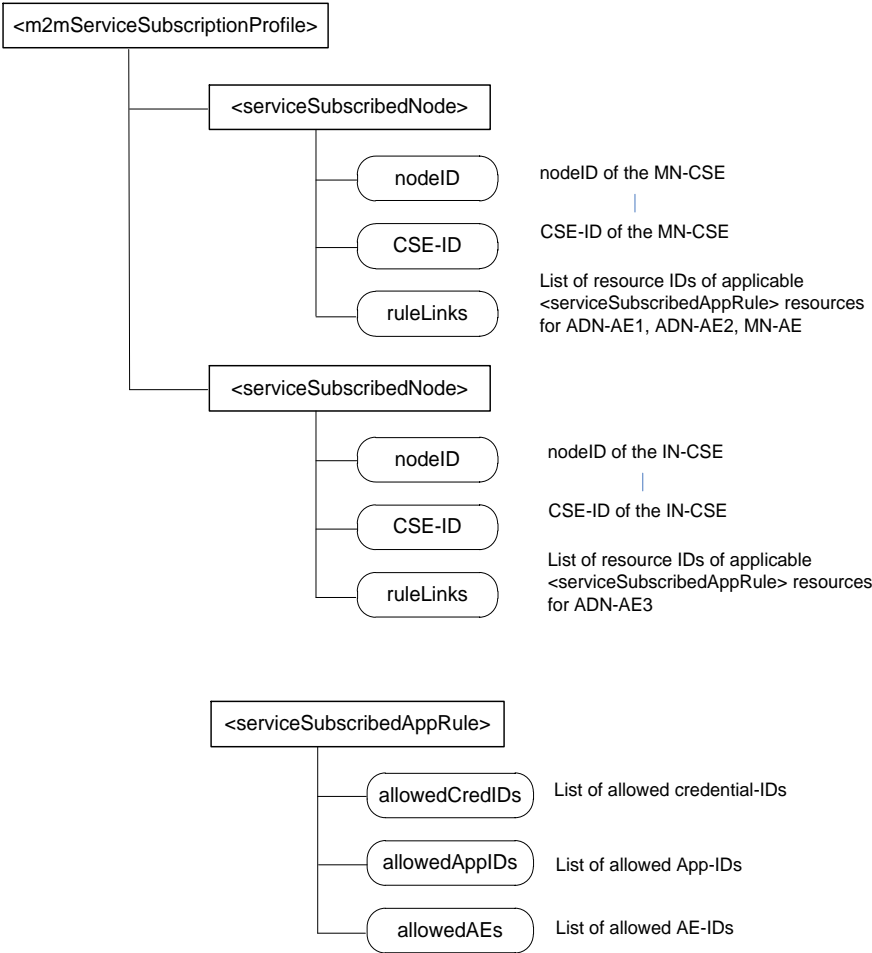 <m2mServiceSubscriptionProfile>
<serviceSubscribedNode>
nodeID
nodeID of the MN-CSE
CSE-ID
CSE-ID of the MN-CSE
ruleLinks
List of resource IDs of applicable
<serviceSubscribedAppRule> resources
for ADN-AE1, ADN-AE2, MN-AE
<serviceSubscribedNode>
nodeID
nodeID of the IN-CSE
CSE-ID
CSE-ID of the IN-CSE
ruleLinks
List of resource IDs of applicable
<serviceSubscribedAppRule> resources
for ADN-AE3
<serviceSubscribedAppRule>
allowedCredIDs
List of allowed credential-IDs
allowedAppIDs
List of allowed App-IDs
allowedAEs
List of allowed AE-IDs